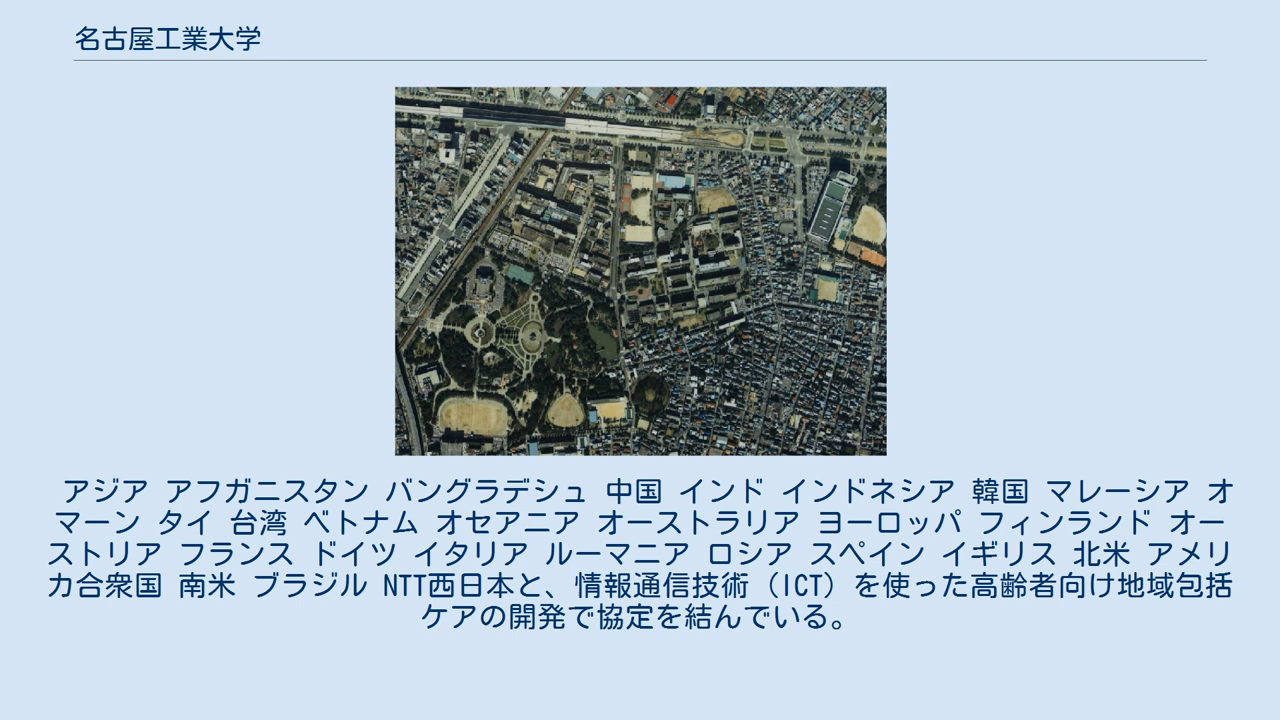 名古屋工業大学
アジア アフガニスタン バングラデシュ 中国 インド インドネシア 韓国 マレーシア オ
マーン タイ 台湾 ベトナム オセアニア オーストラリア ヨーロッパ フィンランド オー
ストリア フランス ドイツ イタリア ルーマニア ロシア スペイン イギリス 北米 アメリ
カ合衆国 南米 ブラジル NTT西日本と、情報通信技術（ICT）を使った高齢者向け地域包括
ケアの開発で協定を結んでいる。